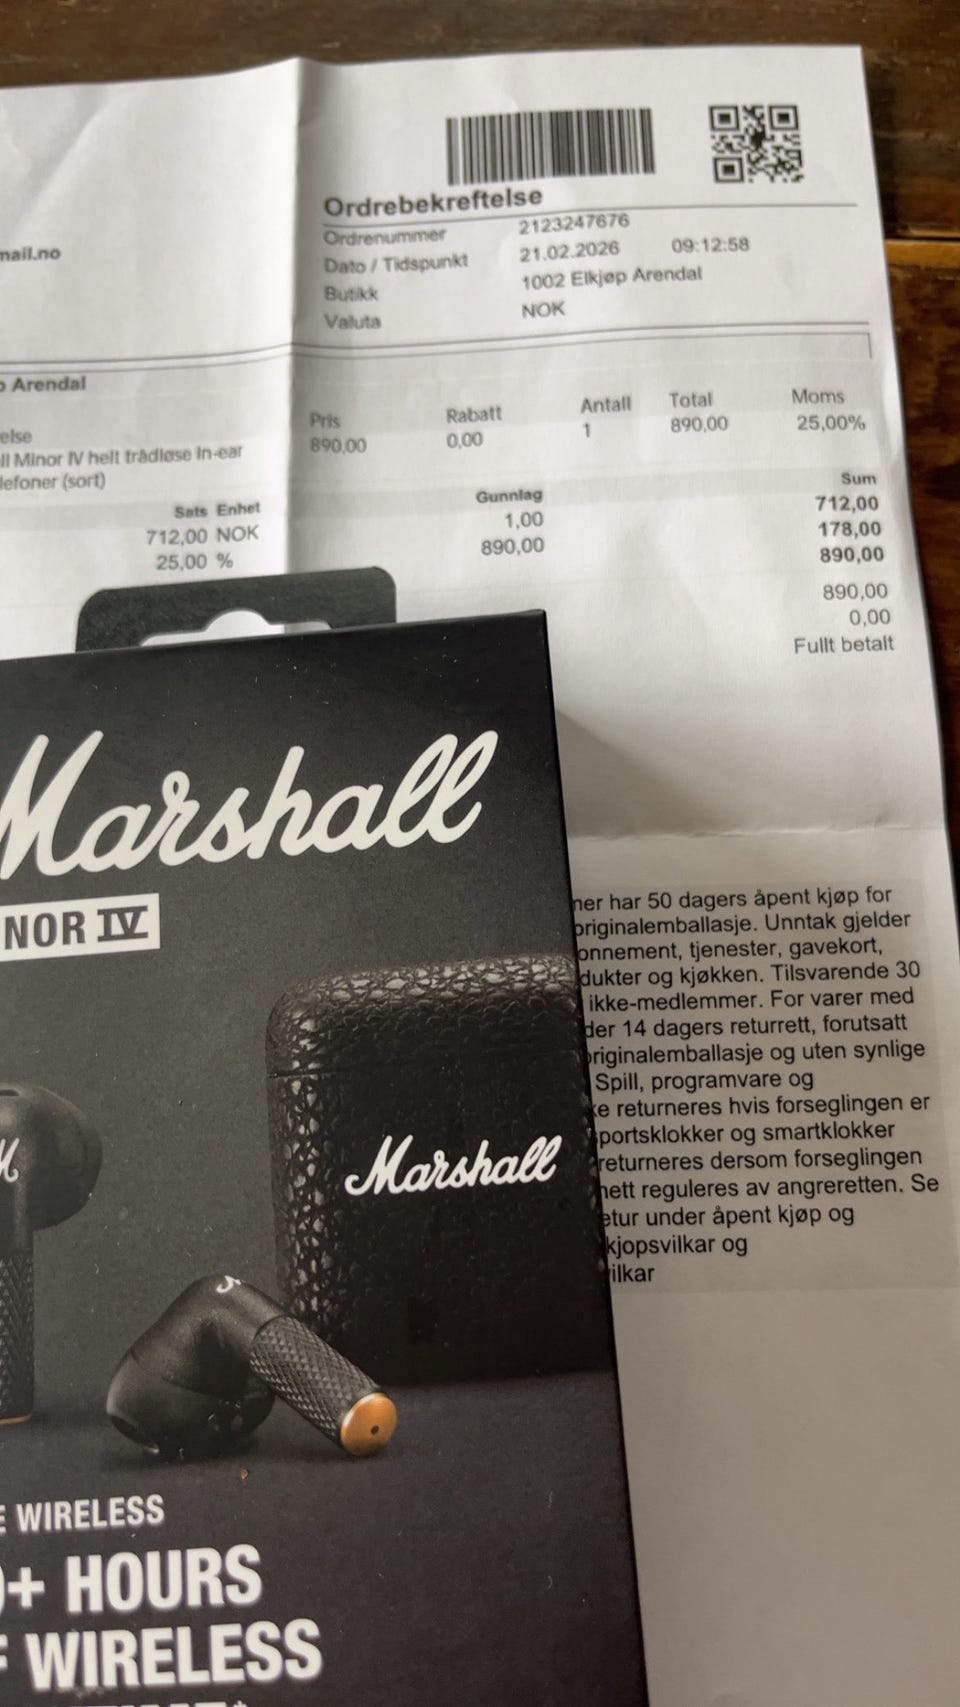 Ordrebekreftelse
Ordrenummer 2123247676
mail.no
Dato / Tidspunkt 21.02.2026 09:12:58
Butikk 1002 Elkjøp Arendal
Valuta NOK
Arendal
Pris Rabatt Antall Total Moms
else 890,00 0,00 1 890,00 25,00%
ll Minor IV helt trådløse In-ear
lefoner (sort)
Sats Enhet Gunnlag Sum
712,00 NOK 1,00 712,00
25,00 % 890,00 178,00
890,00
890,00
0,00
Fullt betalt
Marshall
NOR IV
ner har 50 dagers åpent kjøp for
originalemballasje. Unntak gjelder
onnement, tjenester, gavekort,
dukter og kjøkken. Tilsvarende 30
ikke-medlemmer. For varer med
der 14 dagers returrett, forutsatt
originalemballasje og uten synlige
Spill, programvare og
ke returneres hvis forseglingen er
portsklokker og smartklokker
returneres dersom forseglingen
nett reguleres av angreretten. Se
etur under åpent kjøp og
kjopsvilkar og
ilkar
Marshall
M
E WIRELESS
0+ HOURS
F WIRELESS